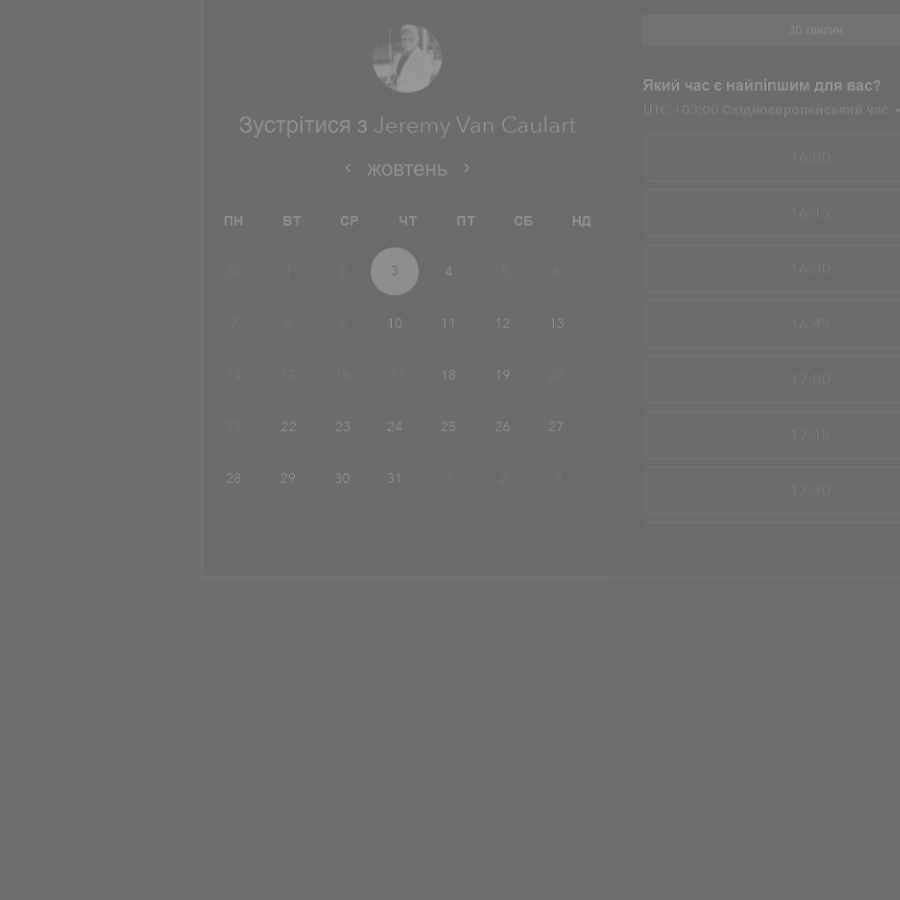 Зустрітися з Jeremy Van Caulart
жовтень
ПН ВТ СР ЧТ ПТ СБ НД
31 1 2 3 4 5 6
7 8 9 10 11 12 13
14 15 16 17 18 19 20
21 22 23 24 25 26 27
28 29 30 31 1 2 3
30 хвилин
Який час є найліпшим для вас?
UTC +03:00 Східноєвропейський час
16:00
16:15
16:30
16:45
17:00
17:15
17:30